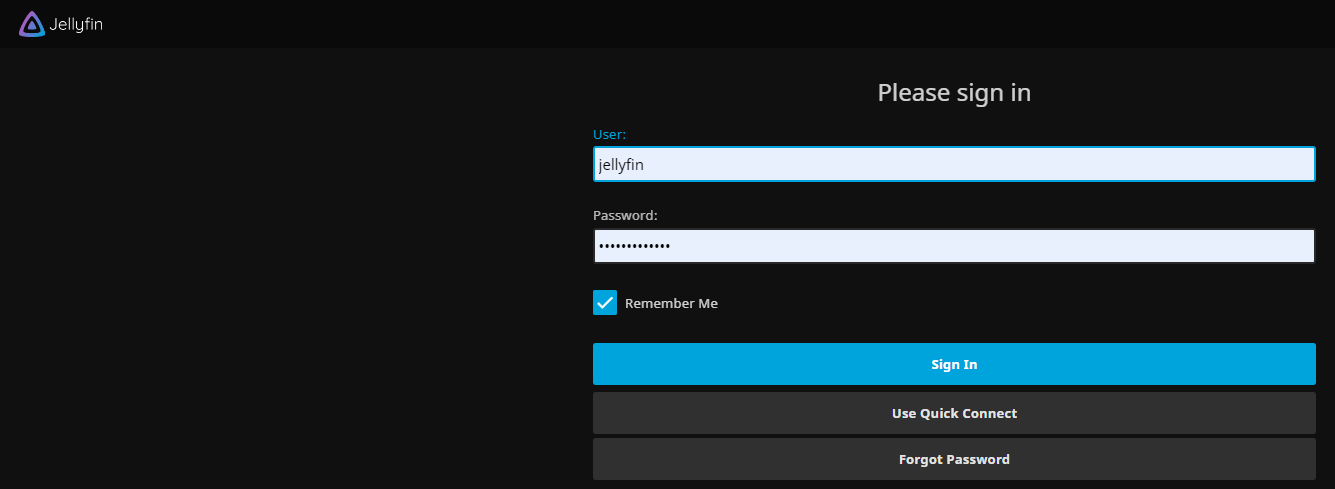 Jellyfin
Please sign in
User:
jellyfin
Password:
•••••••••••••
Remember Me
Sign In
Use Quick Connect
Forgot Password